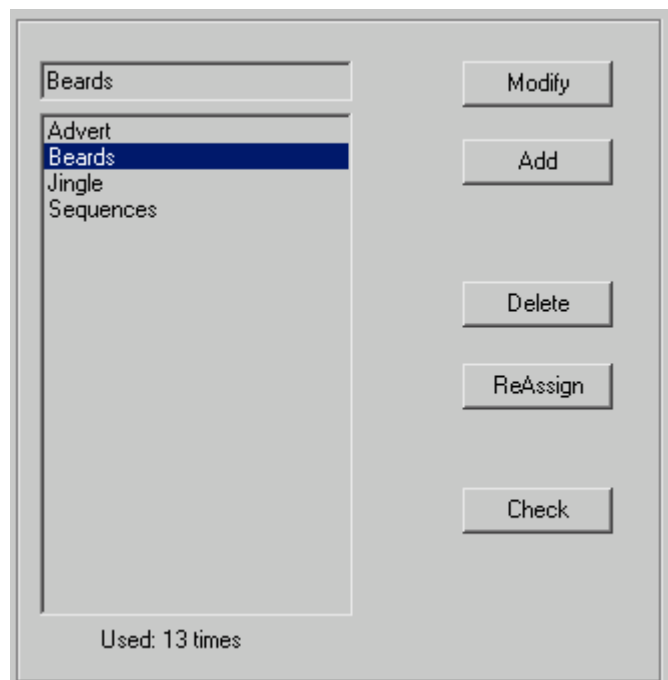 Beards
Advert
Beards
Jingle
Sequences
Used: 13 times
Modify
Add
Delete
ReAssign
Check